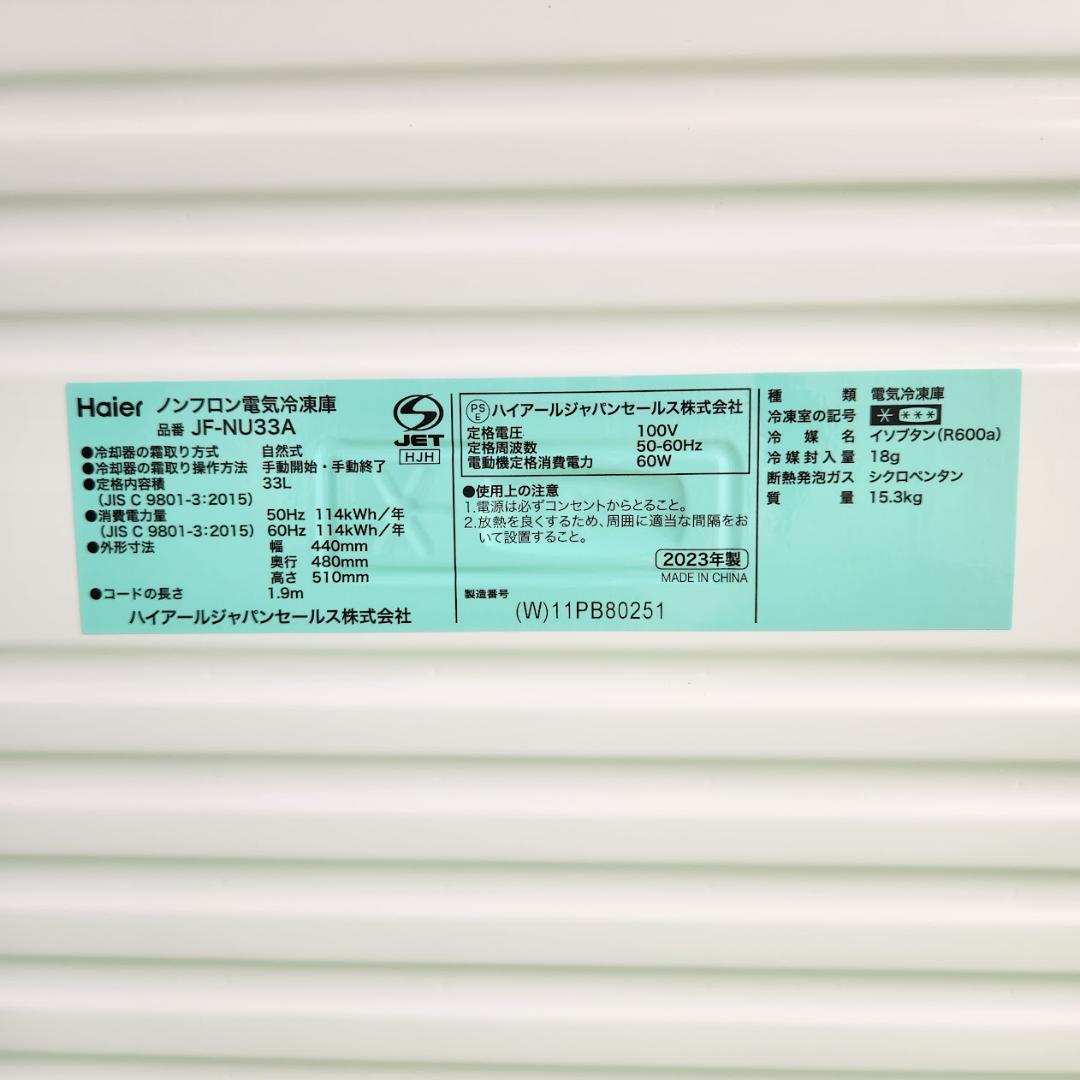 Haier ノンフロン電気冷凍庫
品番 JF-NU33A
JET
HJH
●冷却器の霜取り方式 自然式
●冷却器の霜取り操作方法 手動開始・手動終了
●定格内容積 33L
(JIS C 9801-3:2015)
●消費電力量 50Hz 114kWh/年
(JIS C 9801-3:2015) 60Hz 114kWh/年
●外形寸法 幅 440mm
奥行 480mm
高さ 510mm
●コードの長さ 1.9m
ハイアールジャパンセールス株式会社
PSE ハイアールジャパンセールス株式会社
定格電圧 100V
定格周波数 50-60Hz
電動機定格消費電力 60W
●使用上の注意
1.電源は必ずコンセントからとること。
2.放熱を良くするため、周囲に適当な間隔をお
いて設置すること。
2023年製
MADE IN CHINA
製造番号
(W)11PB80251
種類 電気冷凍庫
冷凍室の記号 * ***
冷媒名 イソブタン(R600a)
冷媒封入量 18g
断熱発泡ガス シクロペンタン
質量 15.3kg